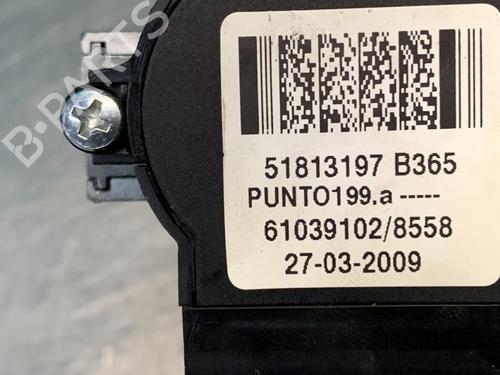 B-PARTS
51813197 B365
PUNTO199.a -----
61039102/8558
27-03-2009